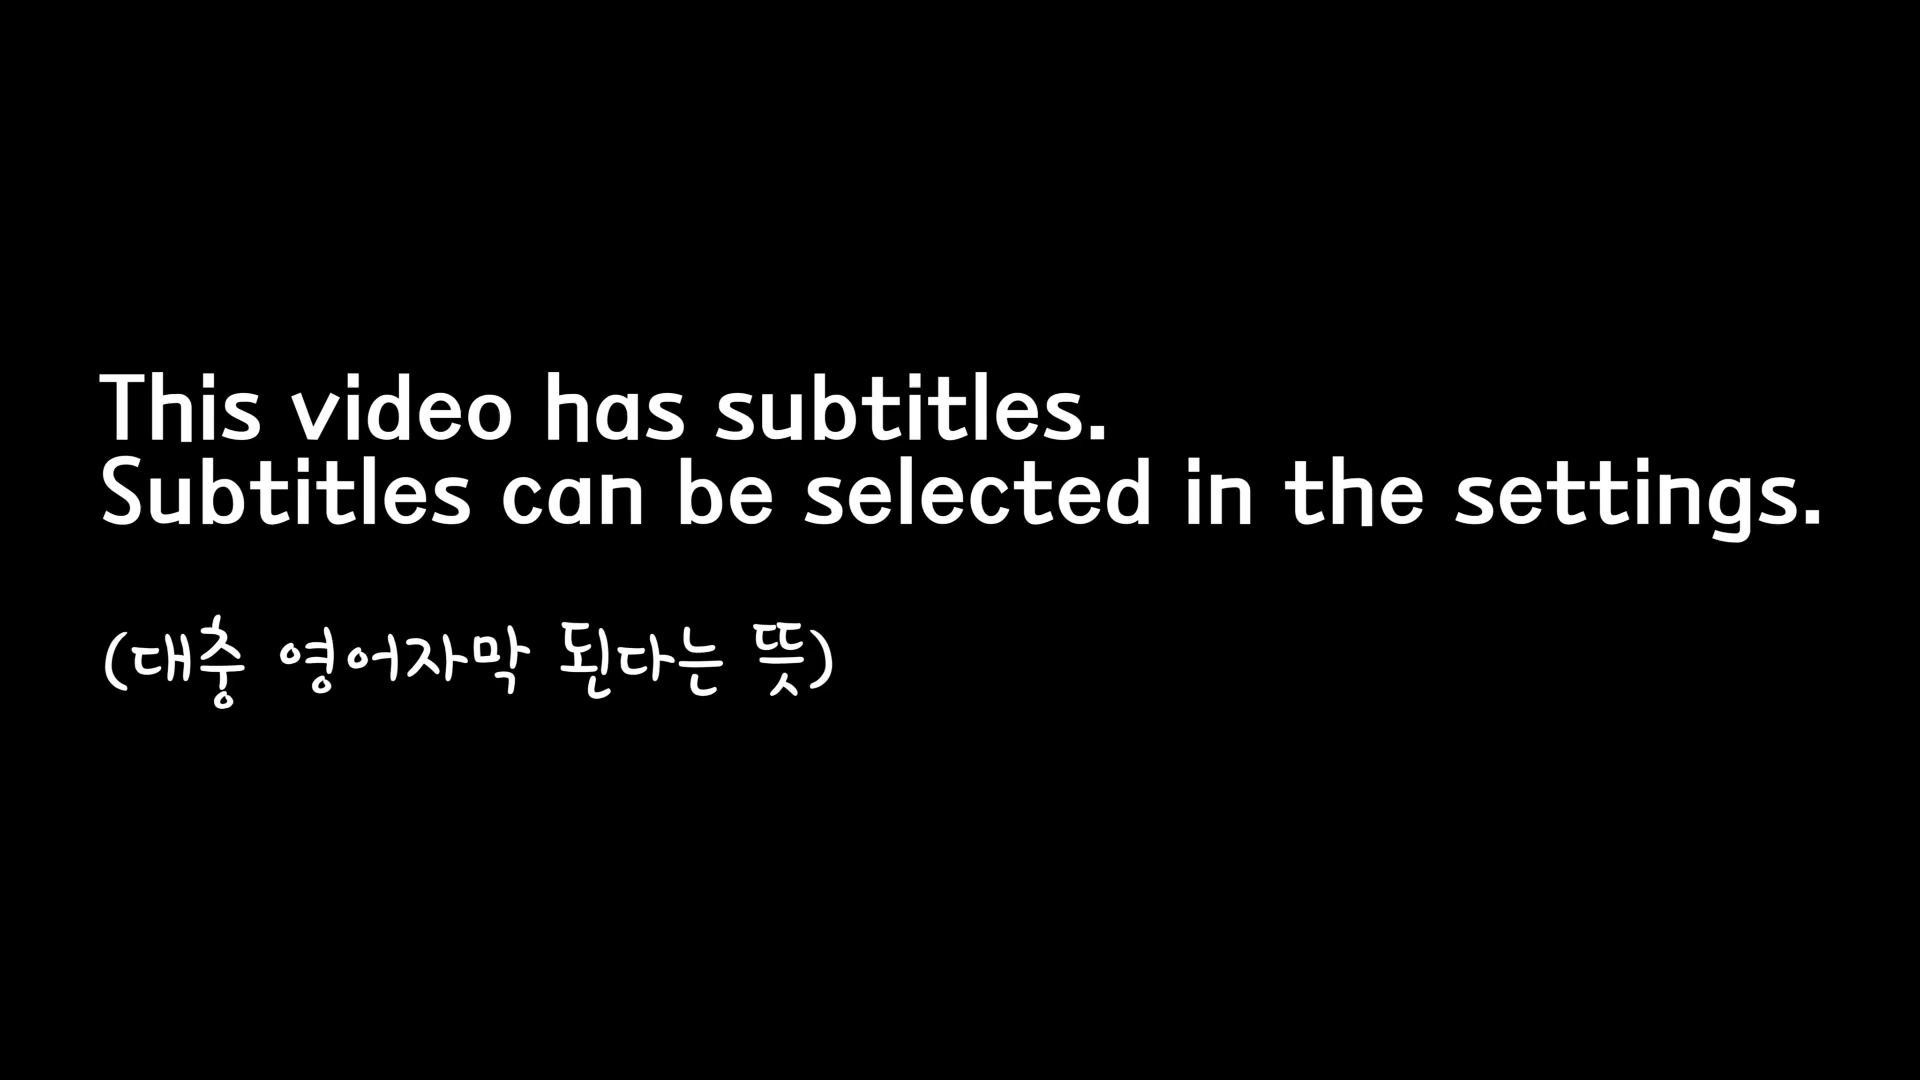 This video has subtitles.
Subtitles can be selected in the settings.
(대충 영어자막 된다는 뜻)